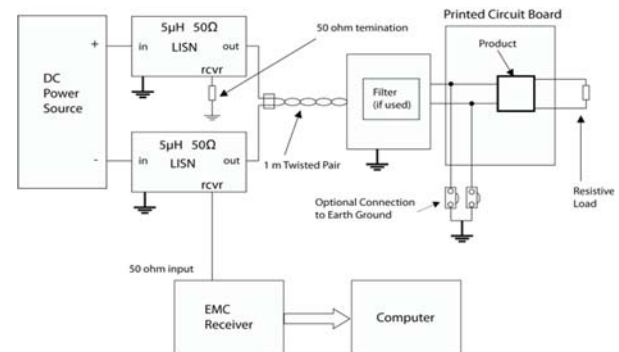 Printed Circuit Board
5µH 50Ω
LISN
in
out
rcvr
50 ohm temination
Product
+
DC
Power
Source
-
Filter
(if used)
5µH 50Ω
LISN
in
out
rcvr
1 m Twisted Pair
Optional Connection
to Earth Ground
Resistive
Load
50 ohm input
EMC
Receiver
Computer